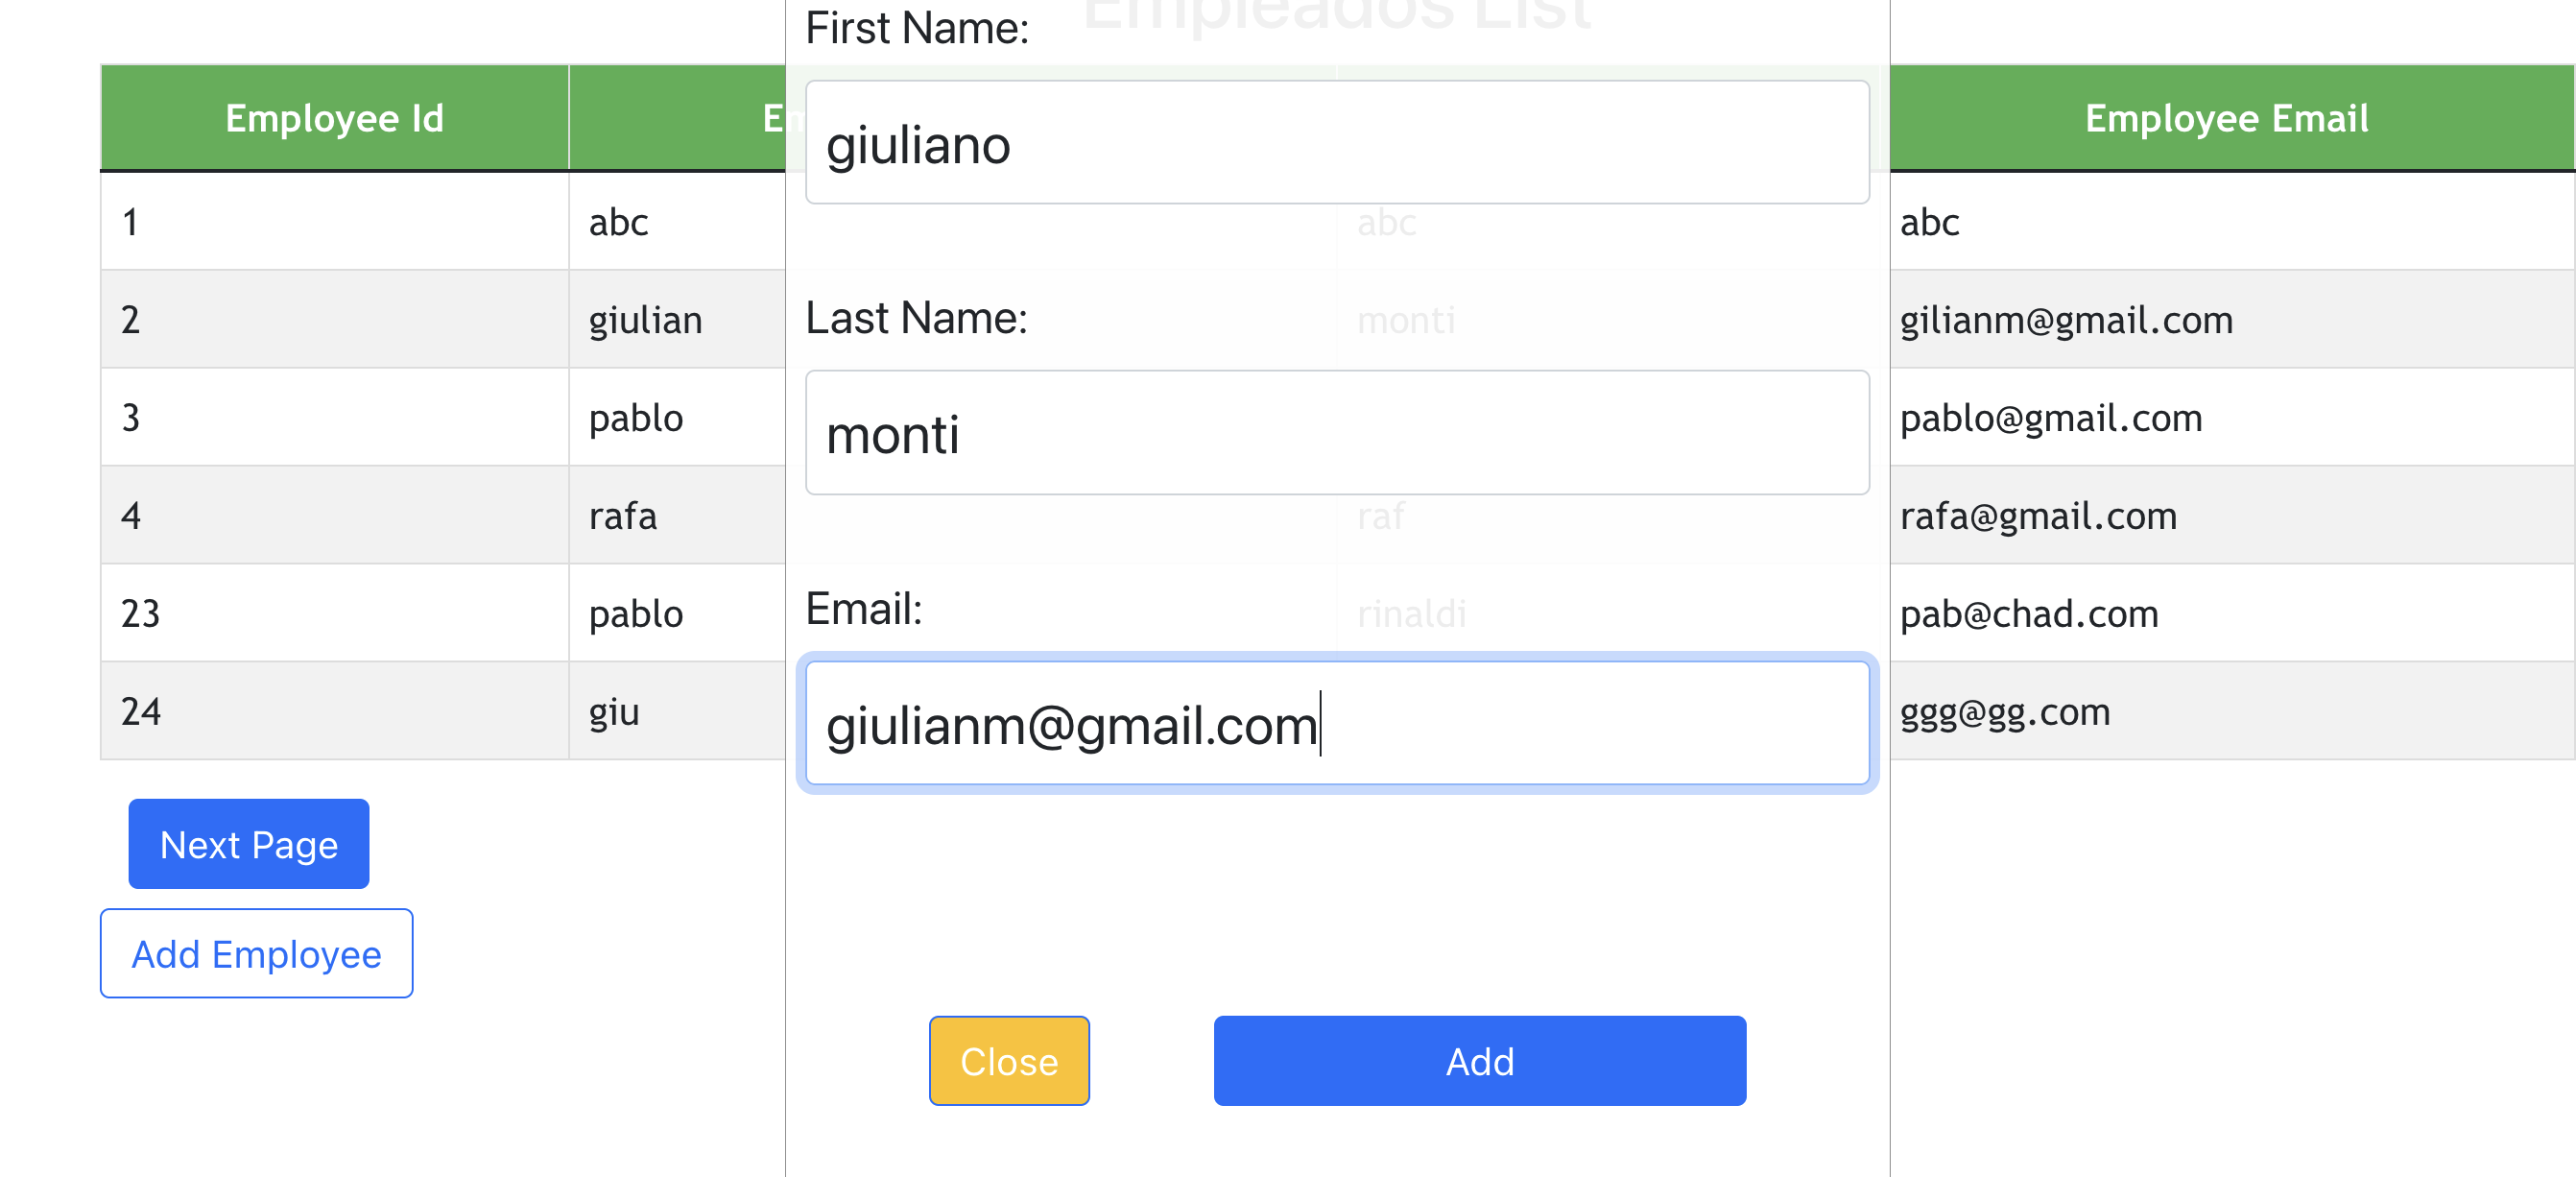 Empleados List
First Name:
Employee Id
Employee Email
giuliano
1 abc abc abc
Last Name:
2 giulian monti gilianm@gmail.com
3 pablo pablo@gmail.com
monti
4 rafa raf rafa@gmail.com
Email:
23 pablo rinaldi pab@chad.com
24 giu ggg@gg.com
giulianm@gmail.com
Next Page
Add Employee
Close Add